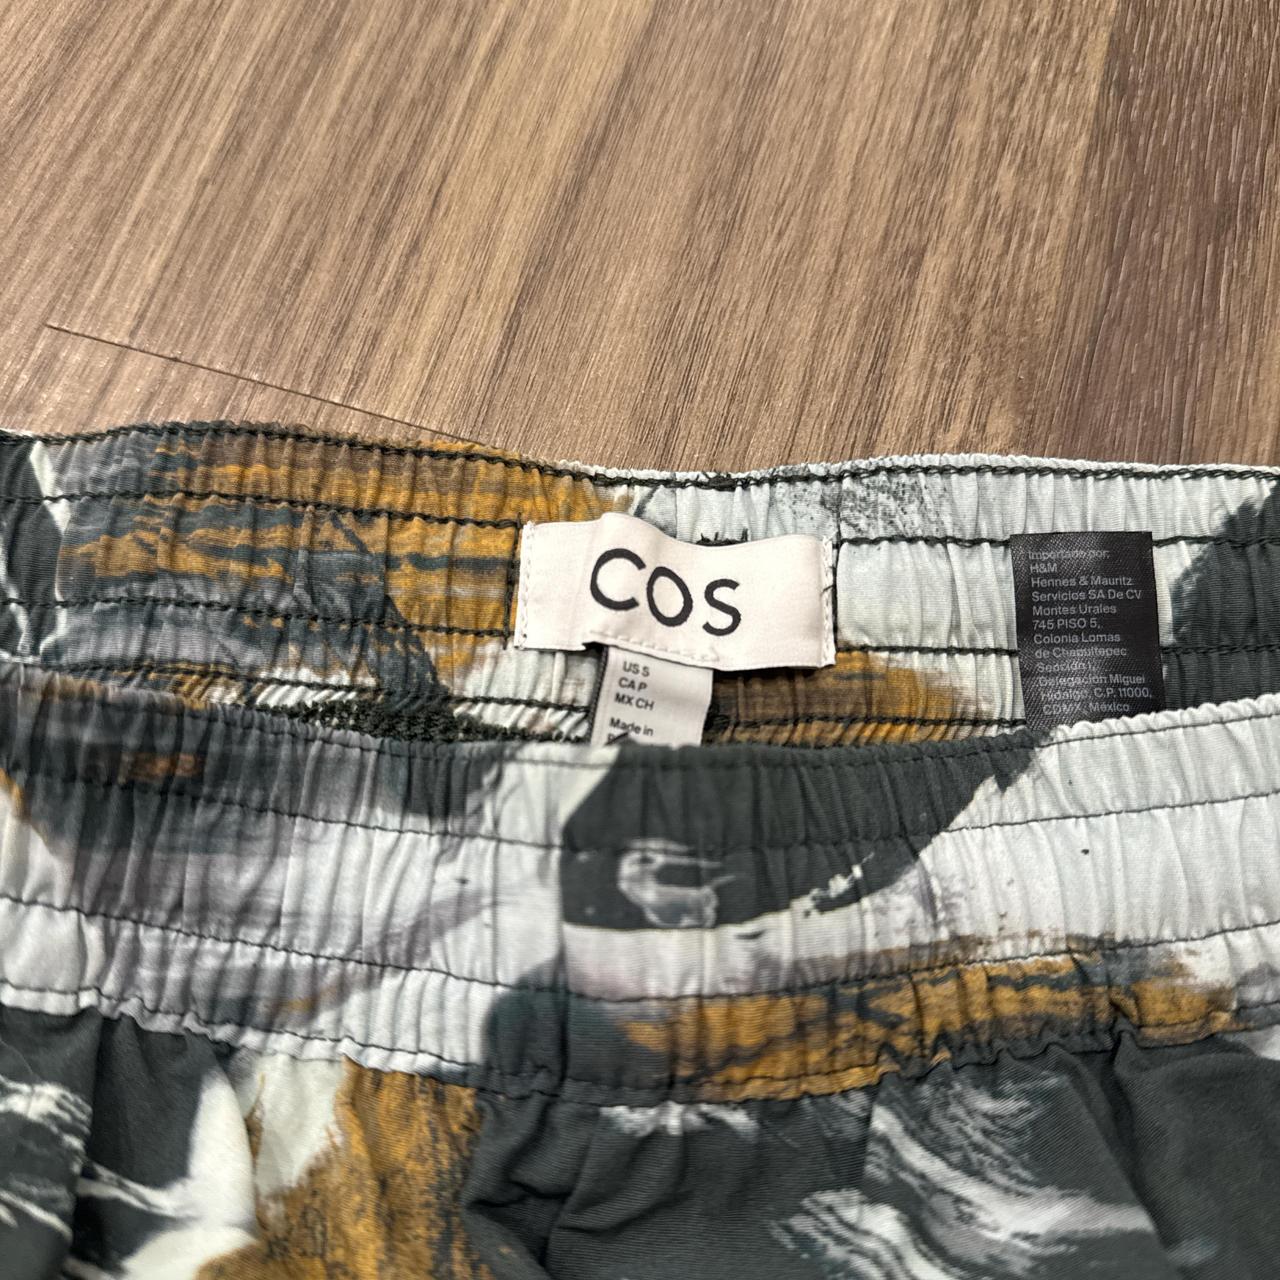 COS
US S
CA P
MX CH
Made in
Importado por:
H&M
Hennes & Mauritz
Servicios SA De CV
Montes Urales
745 PISO 5,
Colonia Lomas
de Chapultepec
Sección I,
Delegación Miguel
Hidalgo, C.P. 11000,
CDMX, México